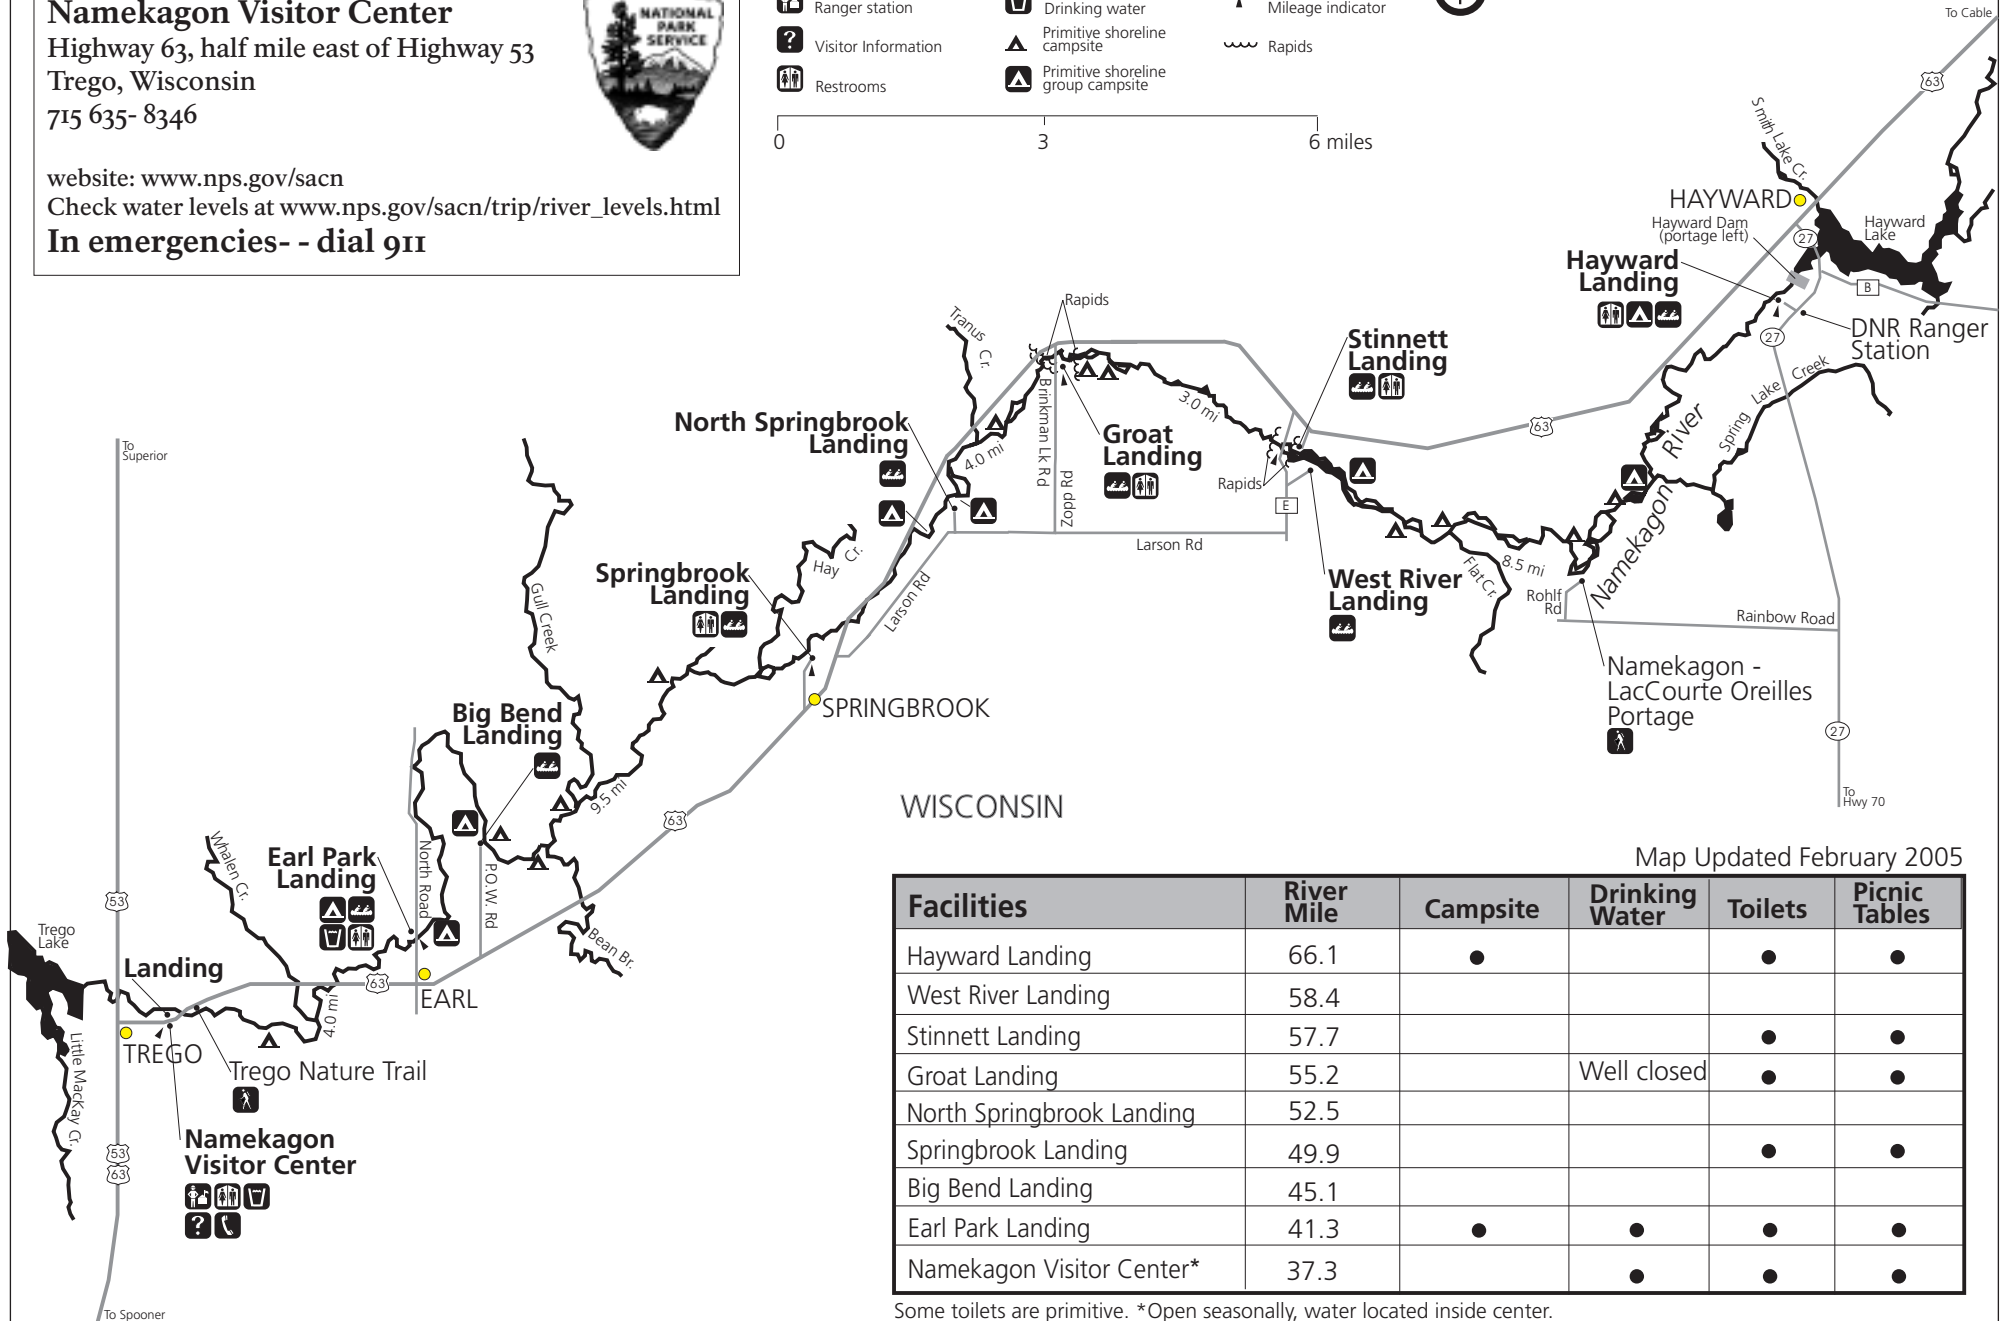 Namekagon Visitor Center
Highway 63, half mile east of Highway 53
Trego, Wisconsin
715 635- 8346
website: www.nps.gov/sacn
Check water levels at www.nps.gov/sacn/trip/river_levels.html
In emergencies- - dial 911
NATIONAL
PARK
SERVICE
Ranger station
Visitor Information
Restrooms
Drinking water
Primitive shoreline
campsite
Primitive shoreline
group campsite
Mileage indicator
Rapids
0 3 6 miles
To Cable
63
Smith Lake Cr.
HAYWARD
Hayward Dam
(portage left)
27
Hayward
Lake
Hayward
Landing
B
DNR Ranger
Station
27
Spring Lake Creek
Rapids
Tranus Cr.
Stinnett
Landing
3.0 mi
63
River
North Springbrook
Landing
4.0 mi
Brinkman Lk Rd
Zopp Rd
Groat
Landing
Rapids
E
To
Superior
Larson Rd
Namekagon
Hay Cr.
Springbrook
Landing
Larson Rd
West River
Landing
Flat Cr.
8.5 mi
Rohlf
Rd
Rainbow Road
Gull Creek
Namekagon -
LacCourte Oreilles
Portage
27
To
Hwy 70
SPRINGBROOK
Big Bend
Landing
9.5 mi
63
WISCONSIN
Whalen Cr.
Earl Park
Landing
North Road
P.O.W. Rd
Bean Br.
53
Trego
Lake
Landing
63
EARL
4.0 mi
TREGO
Trego Nature Trail
Little MacKay Cr.
Namekagon
Visitor Center
53
63
To Spooner
Map Updated February 2005
Facilities River Mile Campsite Drinking Water Toilets Picnic Tables
Hayward Landing 66.1 ● ● ●
West River Landing 58.4
Stinnett Landing 57.7 ● ●
Groat Landing 55.2 Well closed ● ●
North Springbrook Landing 52.5
Springbrook Landing 49.9 ● ●
Big Bend Landing 45.1
Earl Park Landing 41.3 ● ● ● ●
Namekagon Visitor Center* 37.3 ● ● ●
Some toilets are primitive. *Open seasonally, water located inside center.